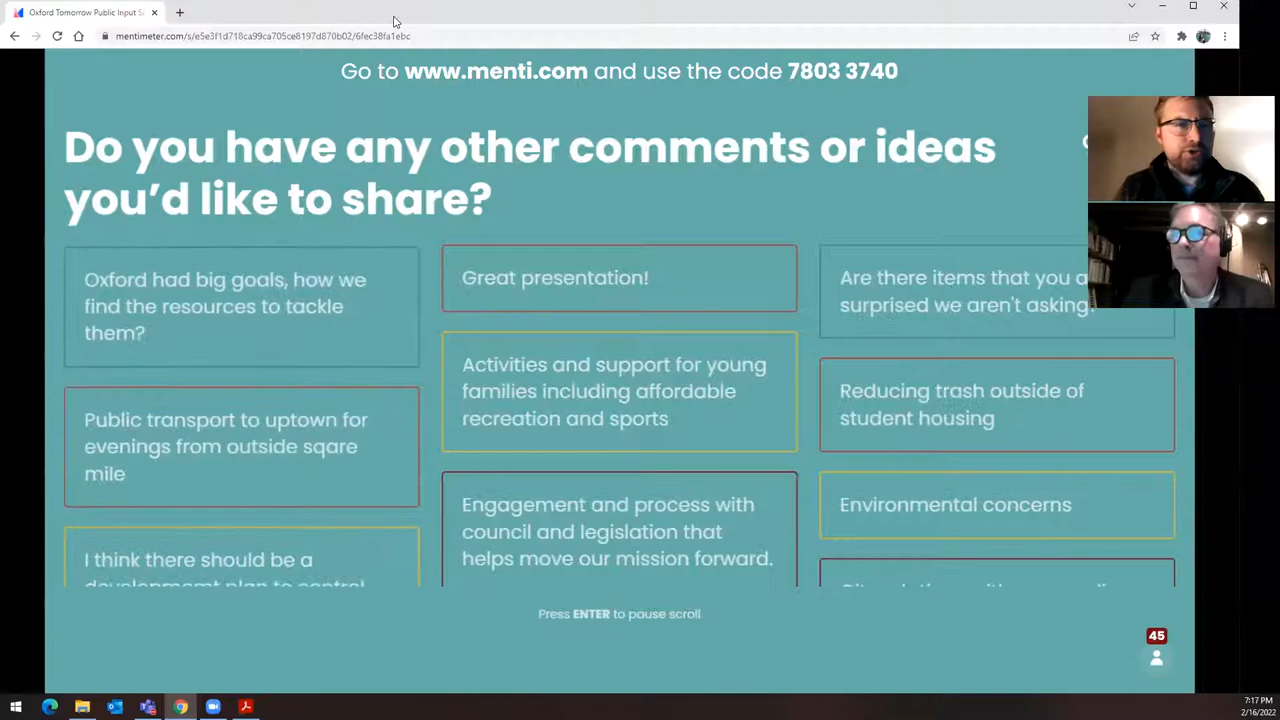 Oxford Tomorrow Public Input Se
mentimeter.com/s/e5e3f1d718ca99ca705ce8197d870b02/6fec38fa1ebc
Go to www.menti.com and use the code 7803 3740
Do you have any other comments or ideas
you'd like to share?
Oxford had big goals, how we
find the resources to tackle
them?
Public transport to uptown for
evenings from outside sqare
mile
I think there should be a
developmemt plan to control
Great presentation!
Activities and support for young
families including affordable
recreation and sports
Engagement and process with
council and legislation that
helps move our mission forward.
Are there items that you a
surprised we aren't asking.
Reducing trash outside of
student housing
Environmental concerns
Press ENTER to pause scroll
45
7:17 PM
2/16/2022